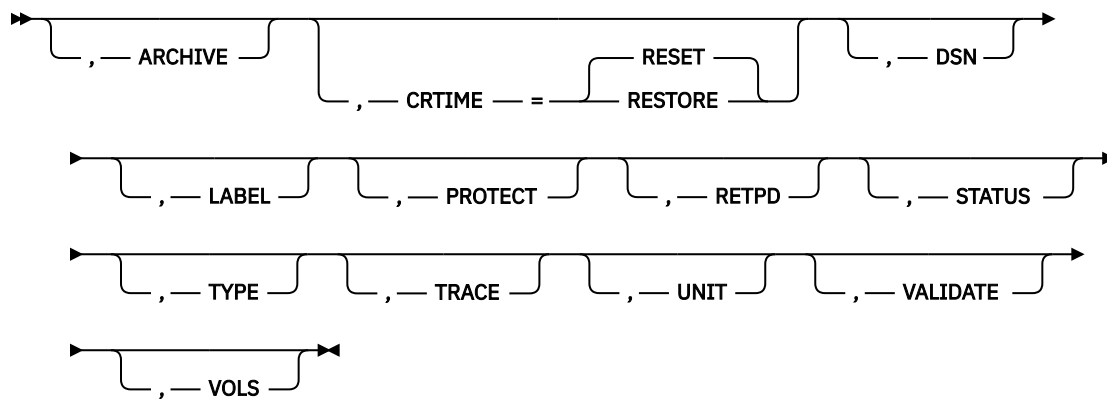 RESET
, ARCHIVE , DSN
, CRTIME = RESTORE
, LABEL , PROTECT , RETPD , STATUS
, TYPE , TRACE , UNIT , VALIDATE
, VOLS